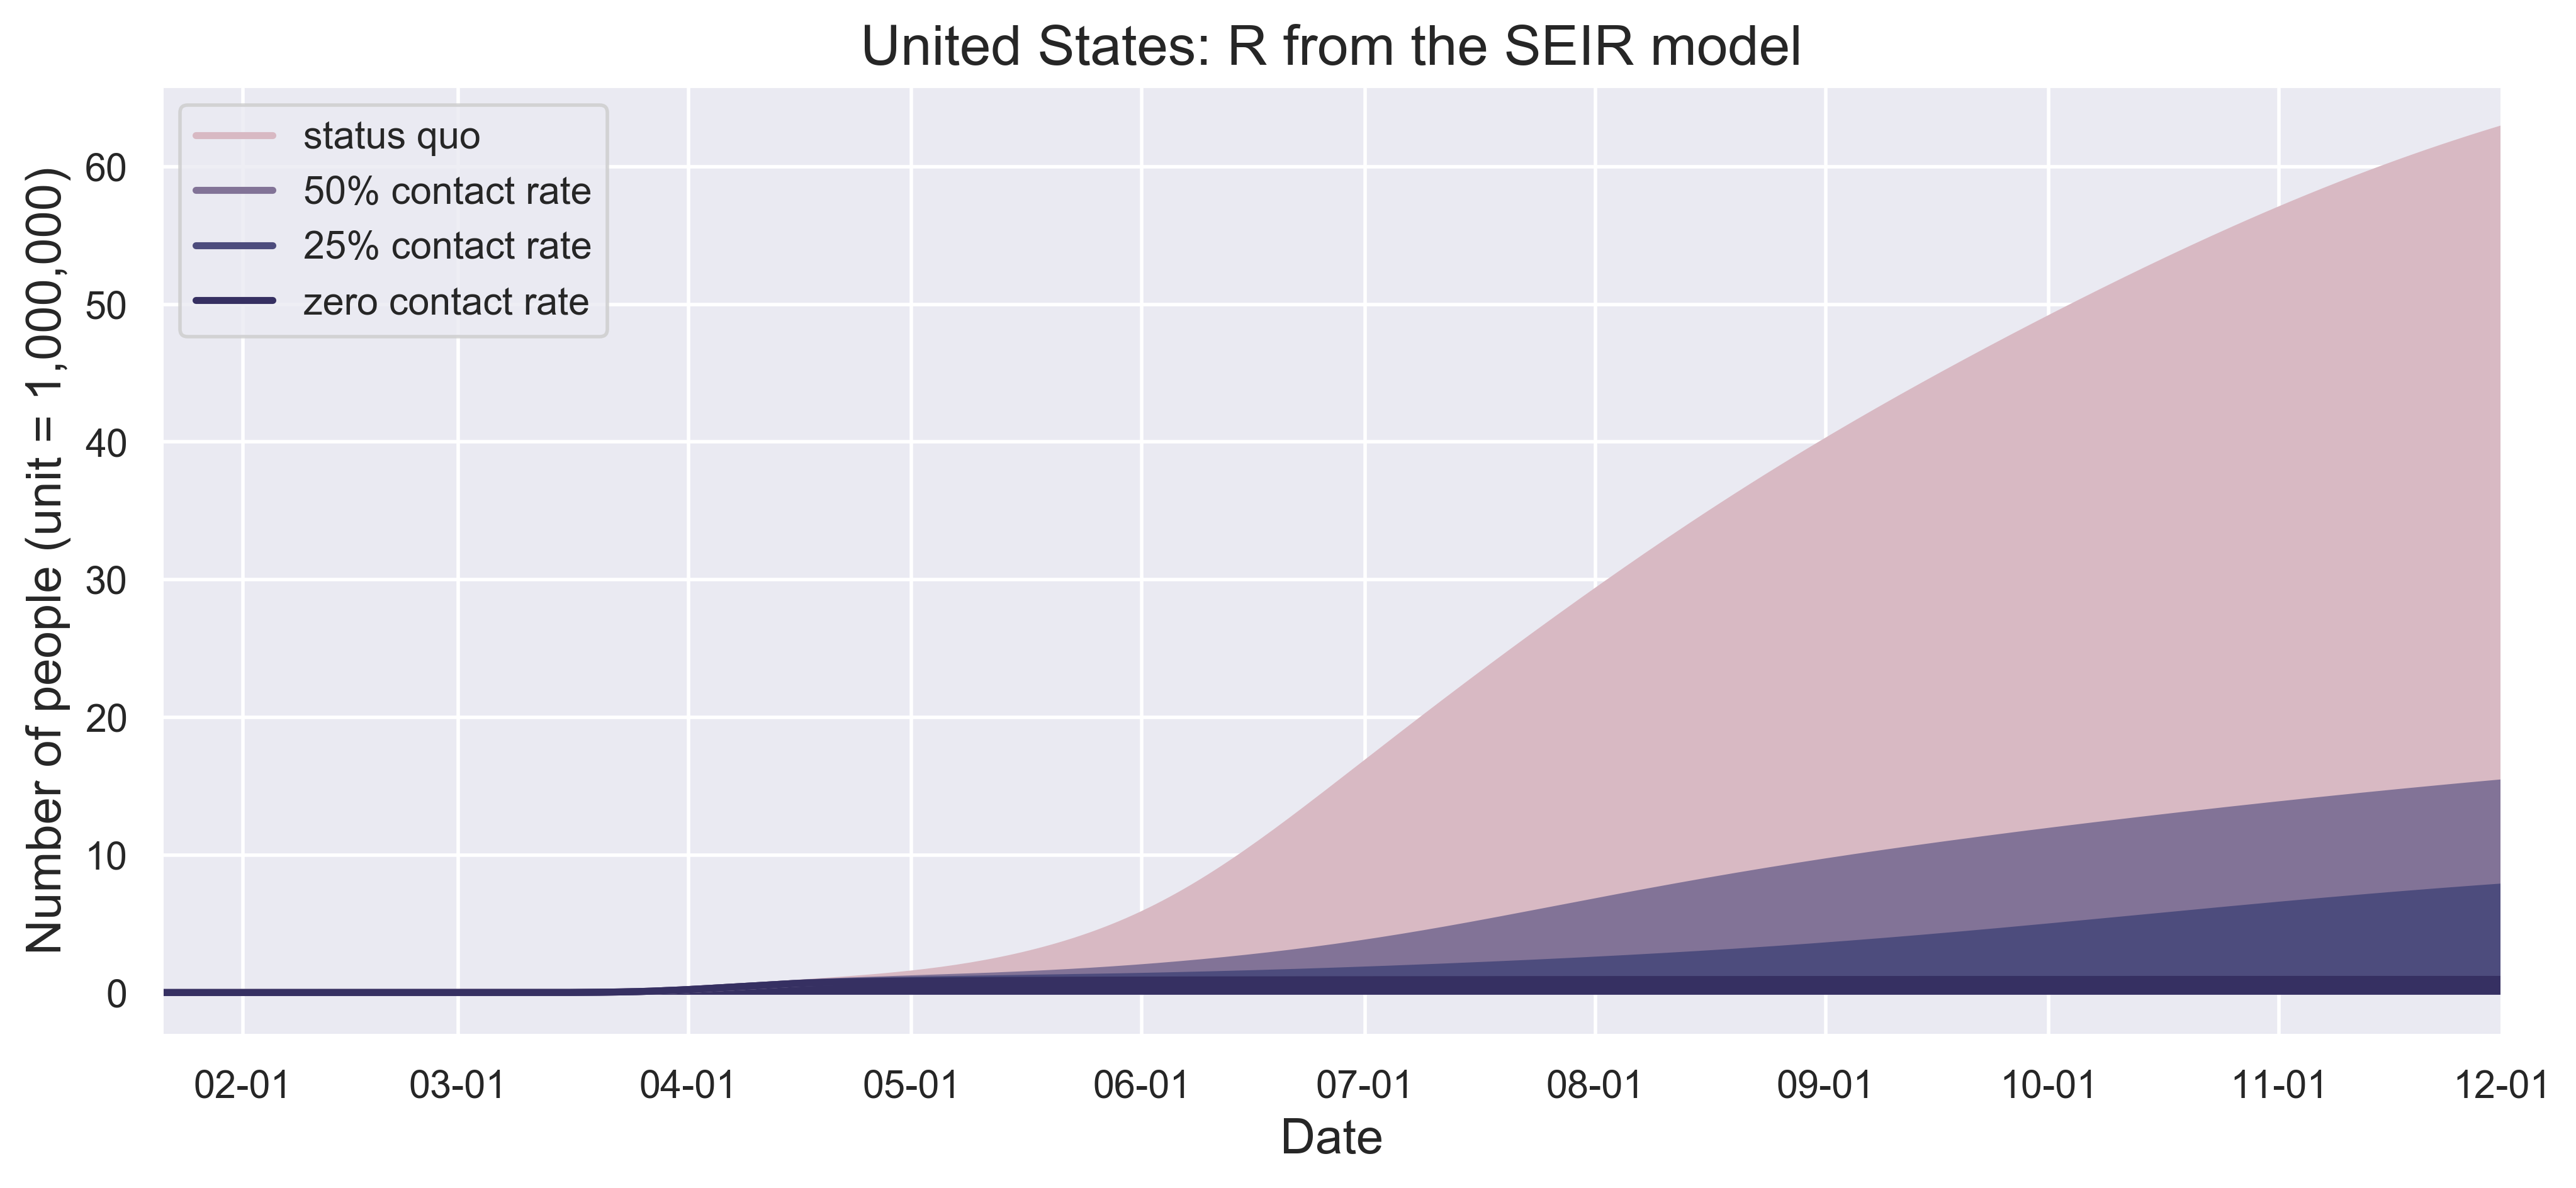 United States: R from the SEIR model
status quo
50% contact rate
25% contact rate
zero contact rate
Number of people (unit = 1,000,000)
60
50
40
30
20
10
0
02-01 03-01 04-01 05-01 06-01 07-01 08-01 09-01 10-01 11-01 12-01
Date